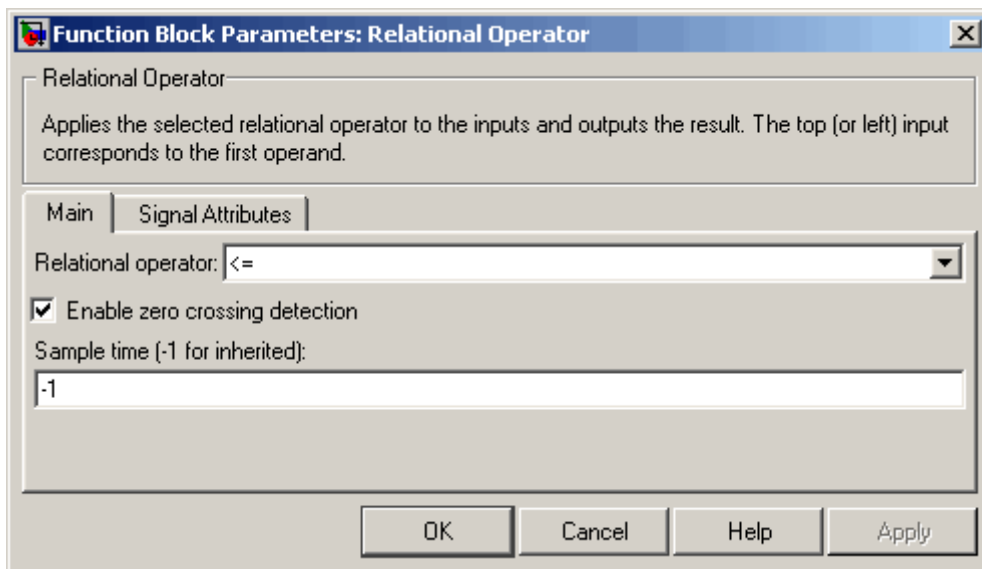 Function Block Parameters: Relational Operator
Relational Operator
Applies the selected relational operator to the inputs and outputs the result. The top (or left) input
corresponds to the first operand.
Main Signal Attributes
Relational operator: <=
Enable zero crossing detection
Sample time (-1 for inherited):
-1
OK Cancel Help Apply